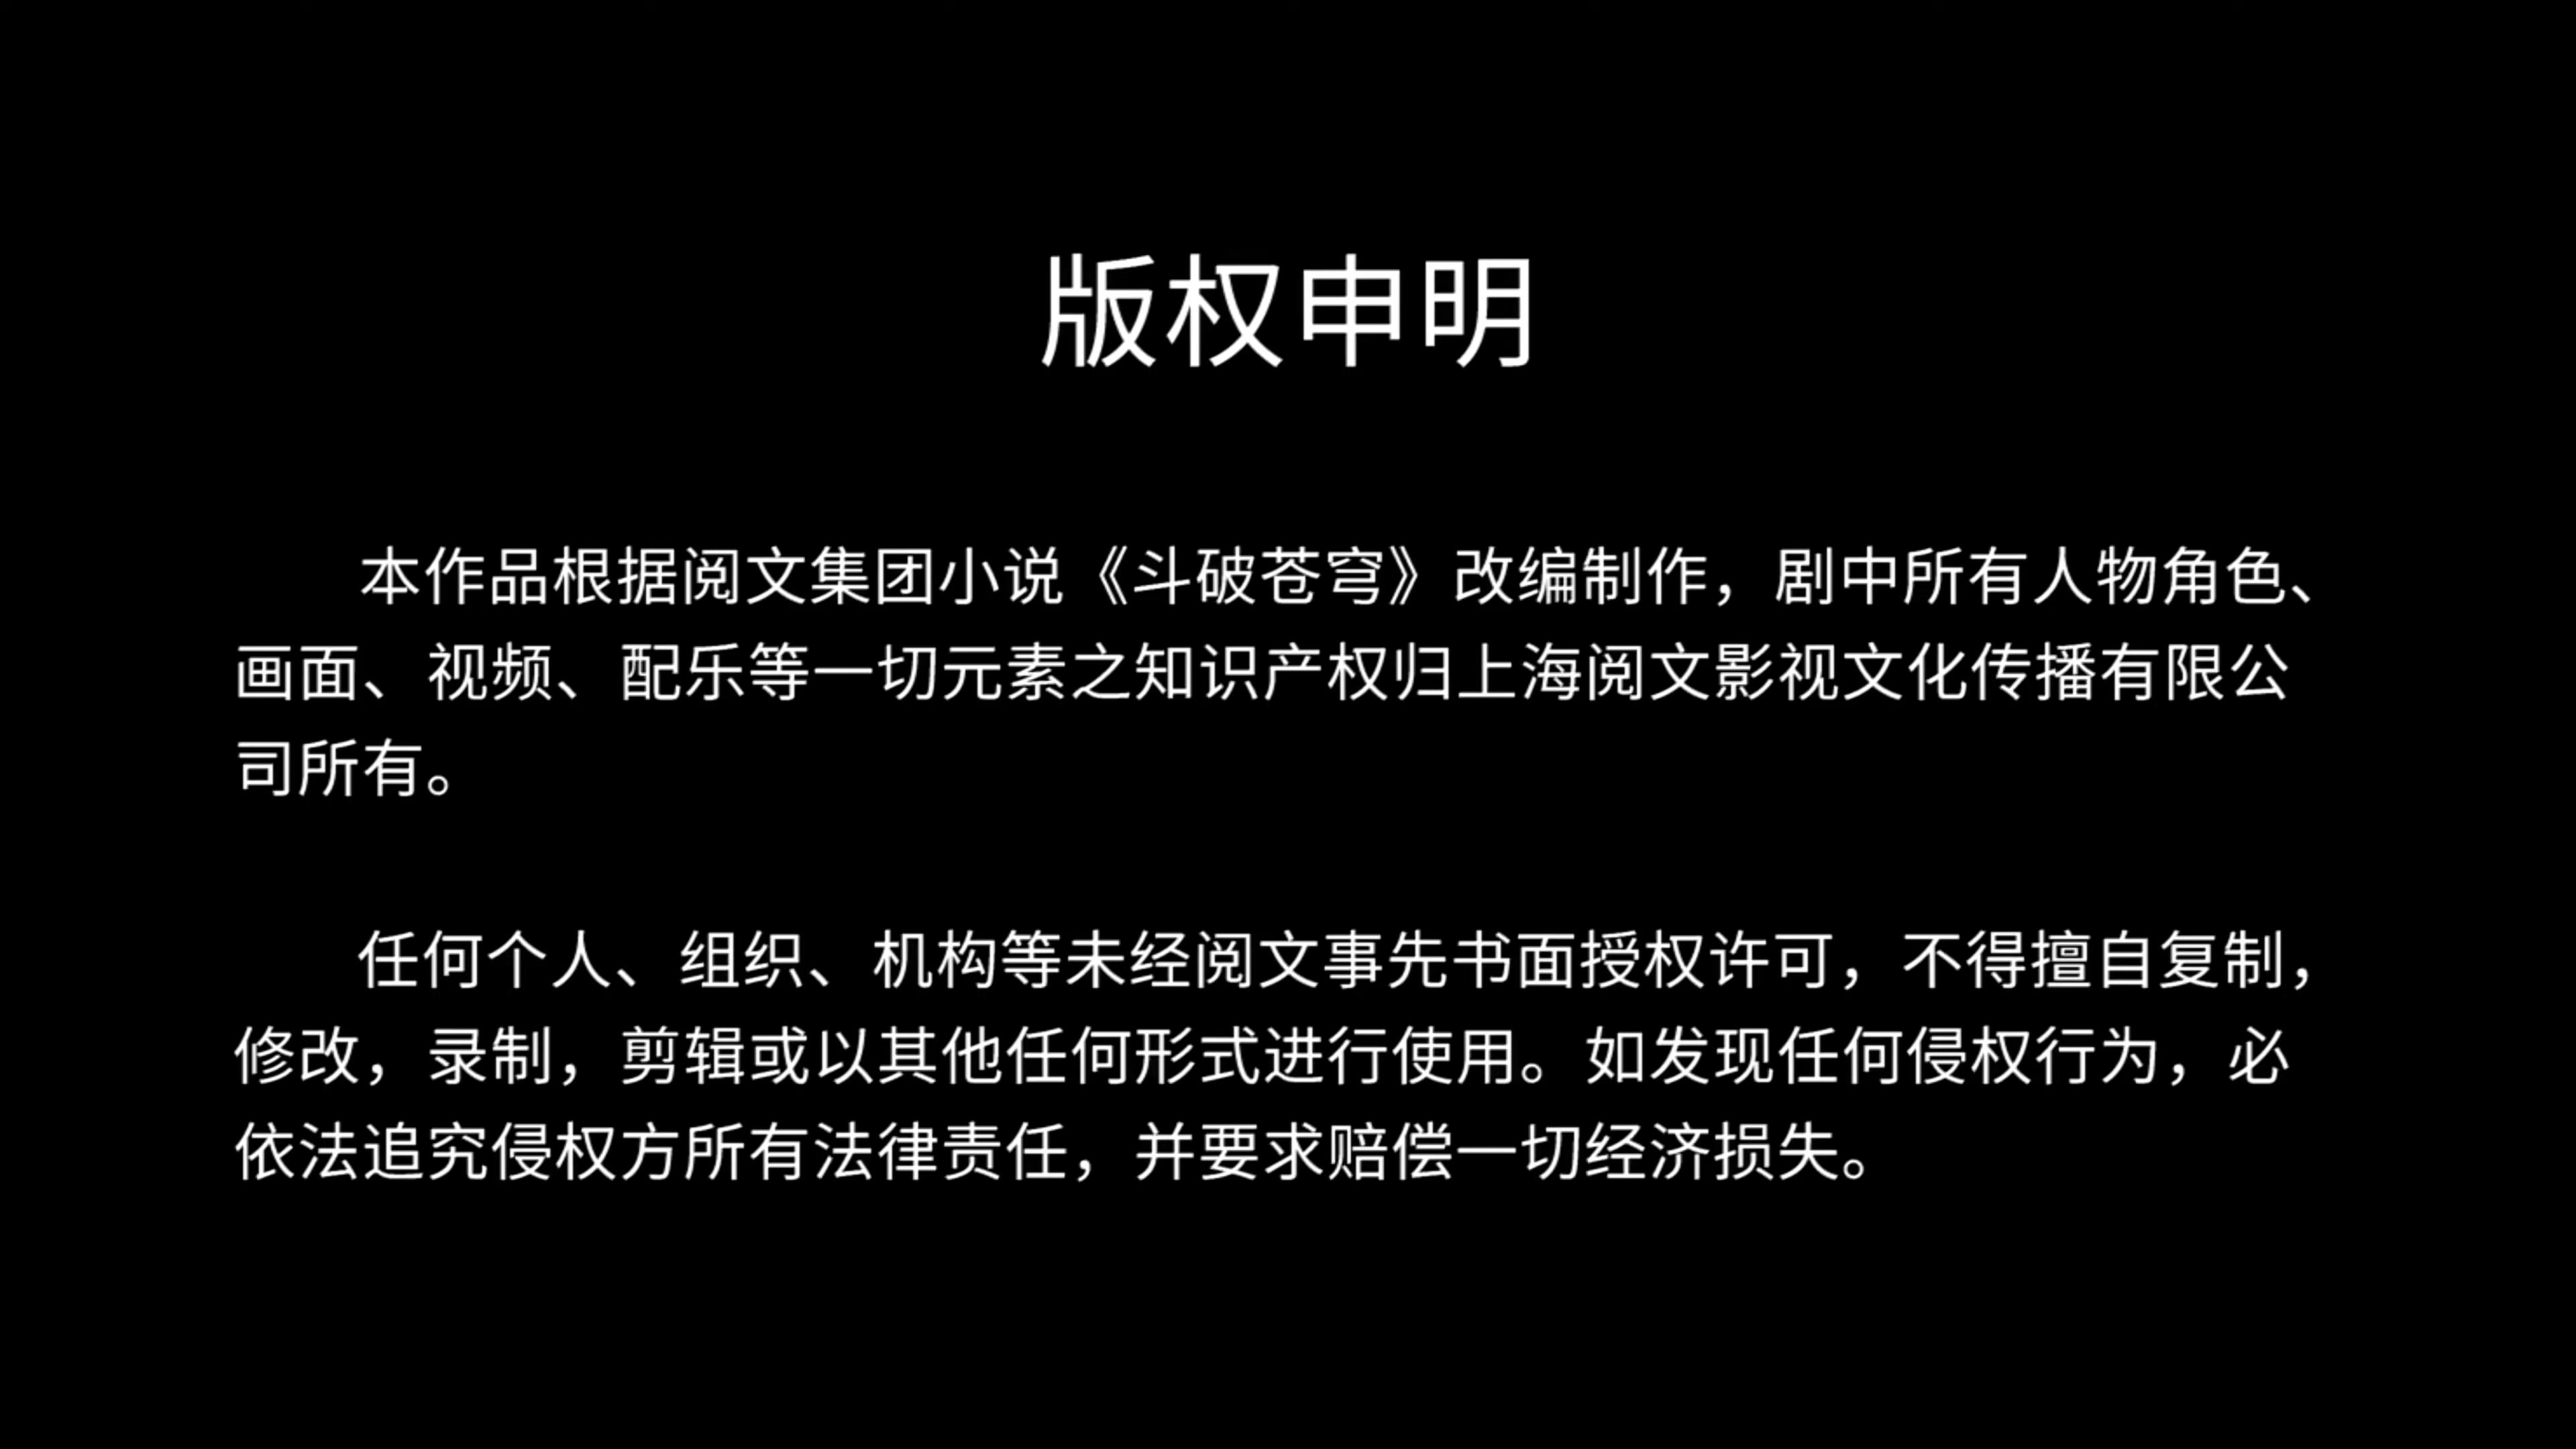 版权申明
本作品根据阅文集团小说《斗破苍穹》改编制作，剧中所有人物角色、
画面、视频、配乐等一切元素之知识产权归上海阅文影视文化传播有限公
司所有。
任何个人、组织、机构等未经阅文事先书面授权许可，不得擅自复制，
修改，录制，剪辑或以其他任何形式进行使用。如发现任何侵权行为，必
依法追究侵权方所有法律责任，并要求赔偿一切经济损失。